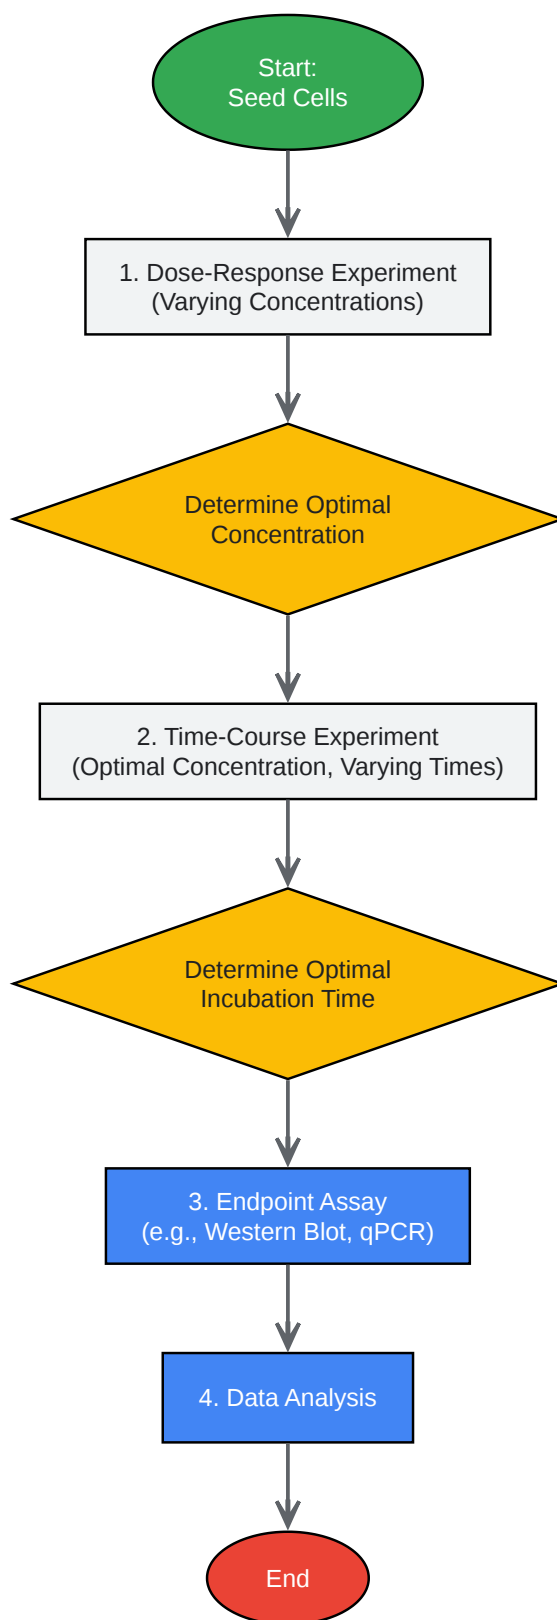 Start:
Seed Cells
1. Dose-Response Experiment
(Varying Concentrations)
Determine Optimal
Concentration
2. Time-Course Experiment
(Optimal Concentration, Varying Times)
Determine Optimal
Incubation Time
3. Endpoint Assay
(e.g., Western Blot, qPCR)
4. Data Analysis
End